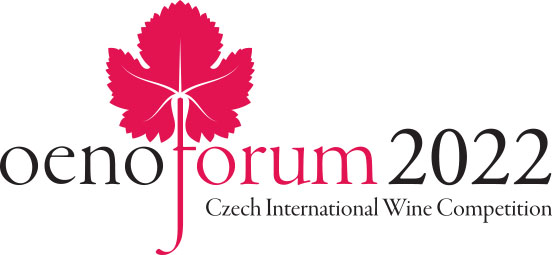 oenoforum 2022
Czech International Wine Competition